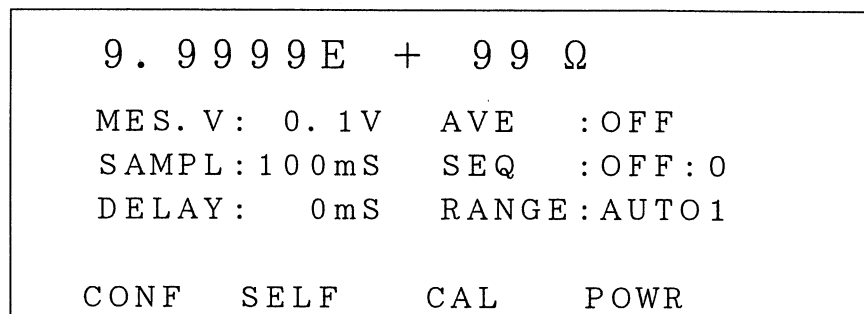 9.9999E + 99 Ω
MES.V: 0.1V AVE :OFF
SAMPL:100mS SEQ :OFF:0
DELAY: 0mS RANGE:AUTO1
CONF SELF CAL POWR